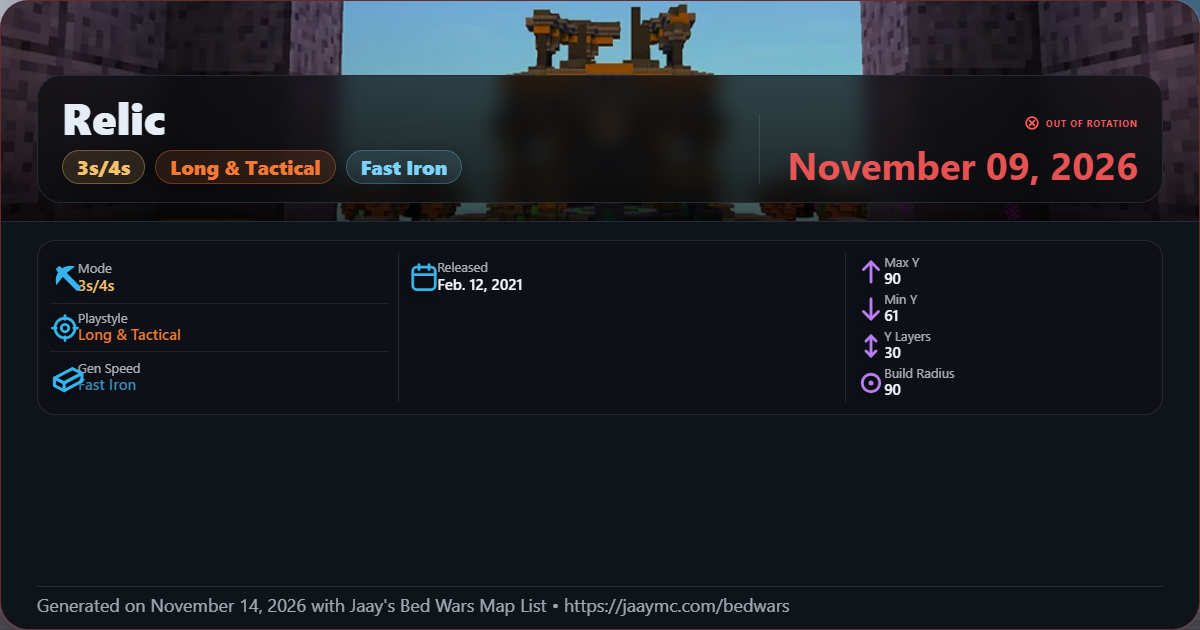 Relic
3s/4s
Long & Tactical
Fast Iron
OUT OF ROTATION
November 09, 2026
Mode
3s/4s
Playstyle
Long & Tactical
Gen Speed
Fast Iron
Released
Feb. 12, 2021
Max Y
90
Min Y
61
Y Layers
30
Build Radius
90
Generated on November 14, 2026 with Jaay's Bed Wars Map List • https://jaaymc.com/bedwars